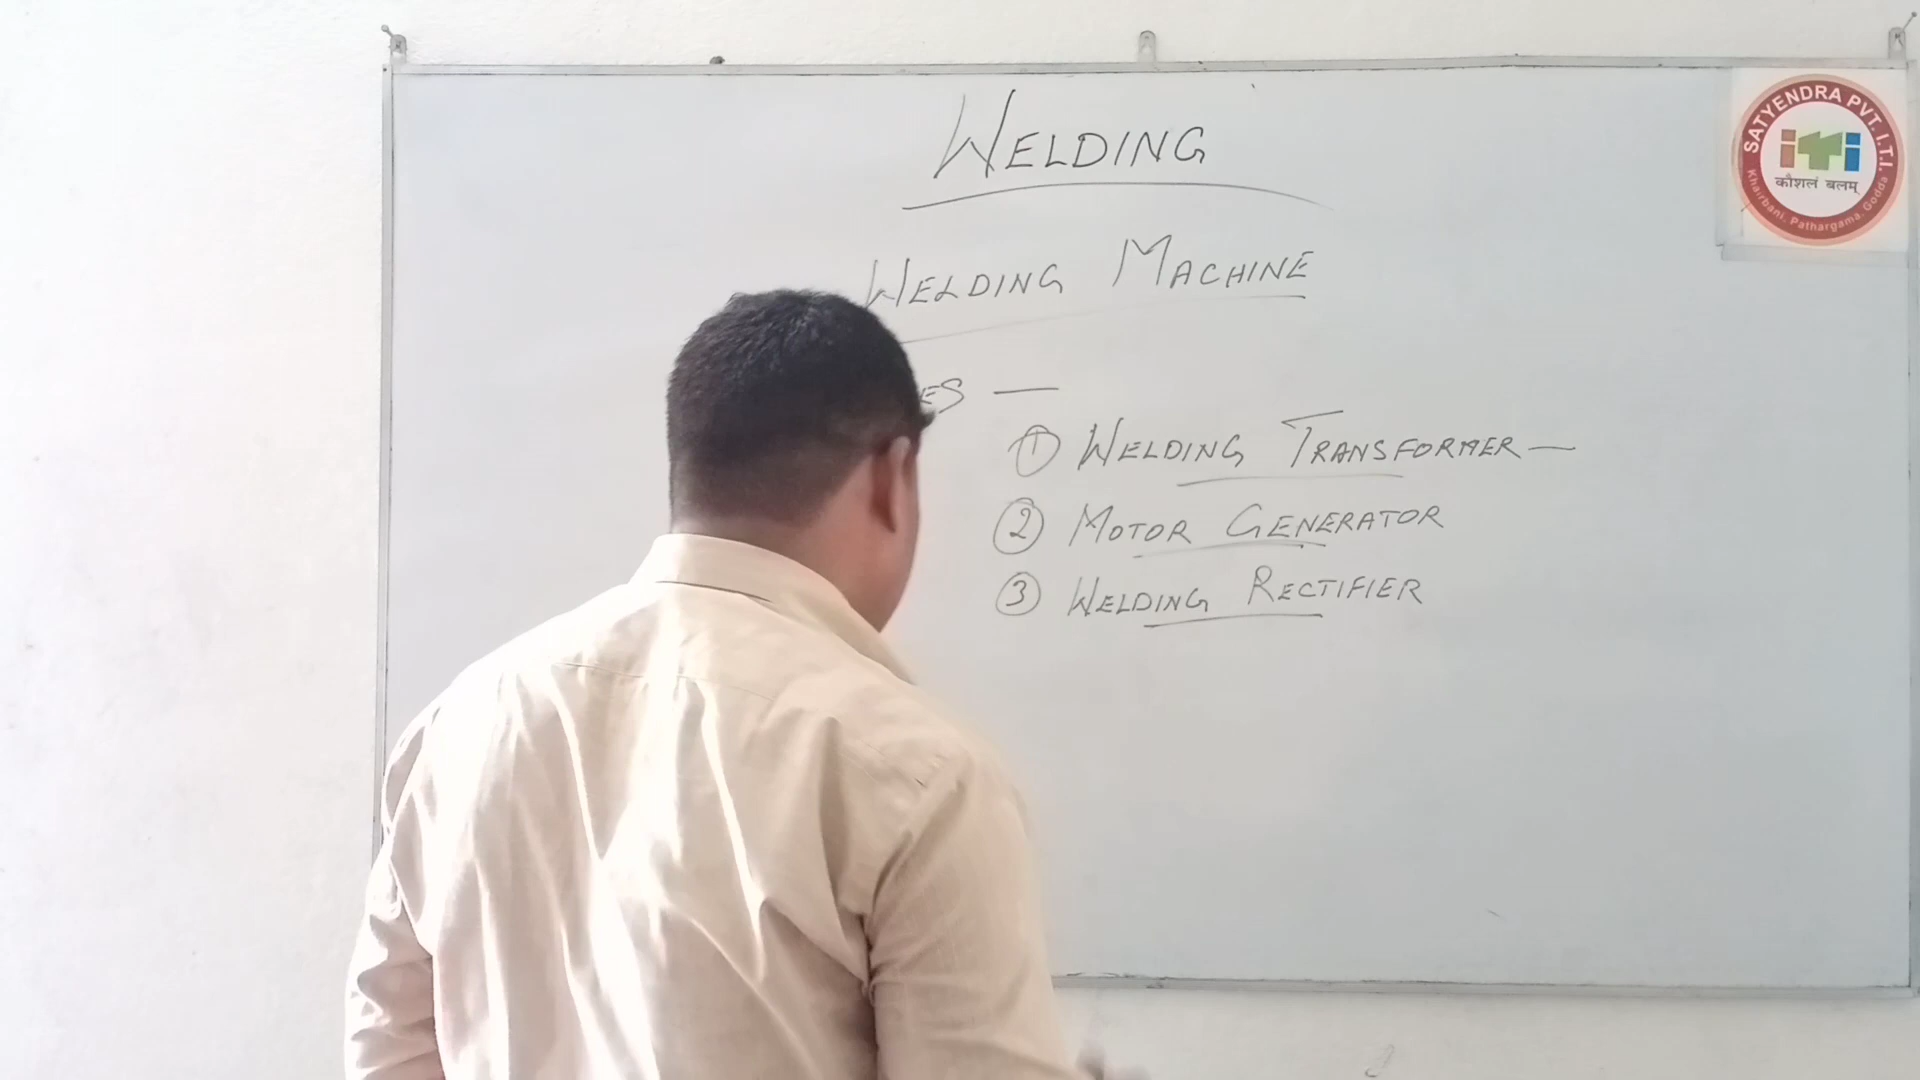 WELDING
WELDING MACHINE
ES —
① WELDING TRANSFORMER —
② MOTOR GENERATOR
③ WELDING RECTIFIER
SATYENDRA PVT. I.T.I.
iti
कौशलं बलम्
Khairbani, Pathargama, Godda